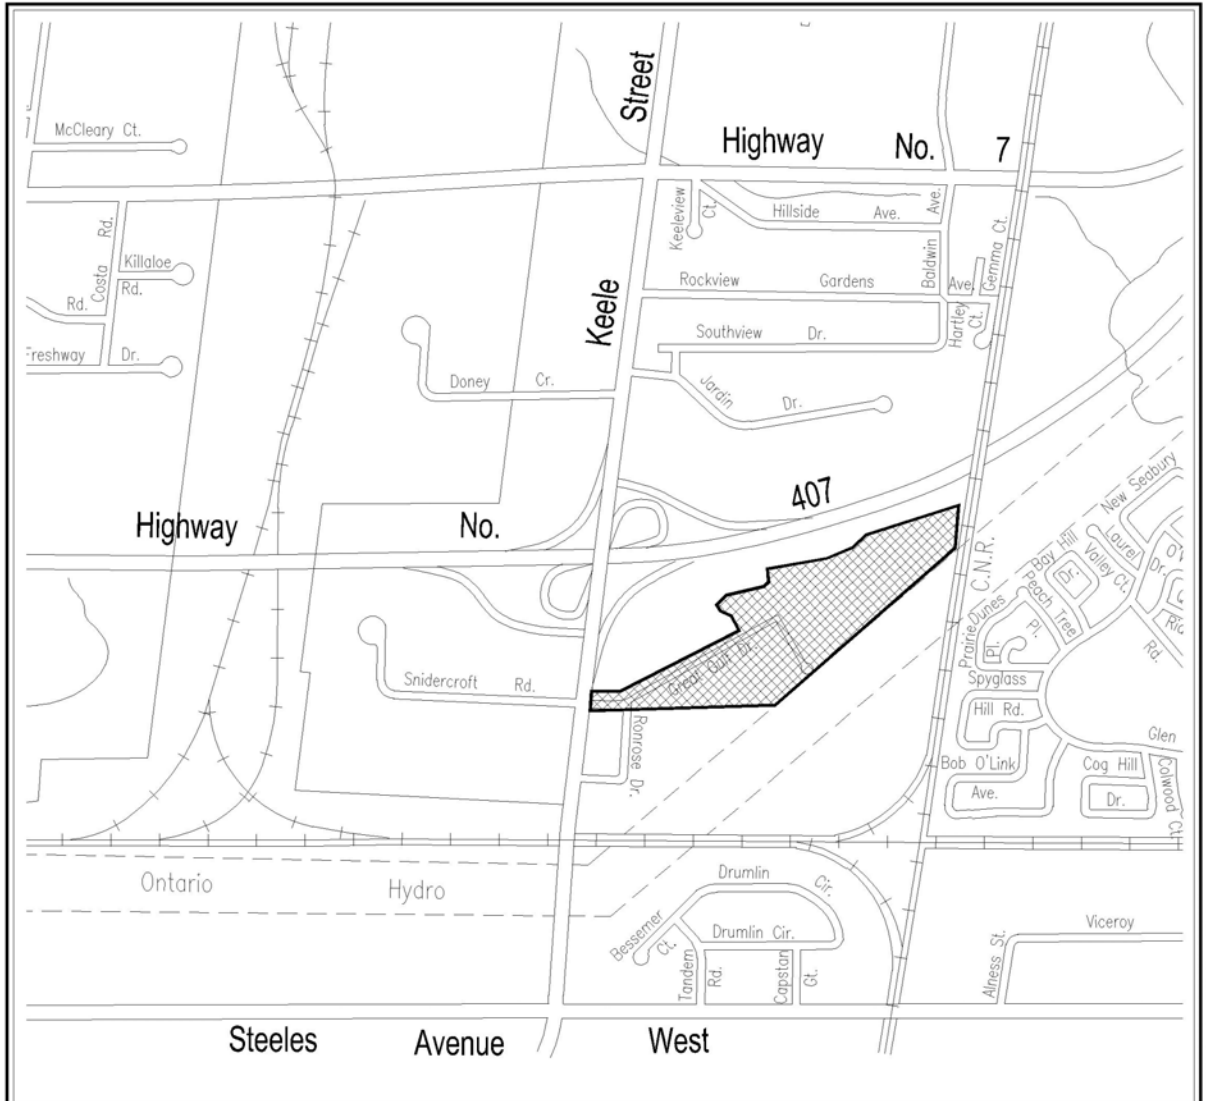 Street
McCleary Ct.
Highway No. 7
Keeleview Ct.
Hillside Ave.
Baldwin Ave.
Gemma Ct.
Costa Rd.
Killaloe Rd.
Rockview Gardens
Ave.
Rd.
Keele
Hartley Ct.
Southview Dr.
Freshway Dr.
Doney Cr.
Jardin Dr.
407
New Seabury
Highway No.
Laurel Valley Ct.
Bay Hill Dr.
C.N.R.
Peach Tree Pl.
Prairie Dunes Pl.
Dr.
Rd.
Great Gulf Dr.
Snidercroft Rd.
Spyglass
Hill Rd.
Ronrose Dr.
Glen
Bob O'Link
Ave.
Cog Hill
Dr.
Colwood Ct.
Ontario Hydro
Drumlin Cir.
Bessemer Ct.
Drumlin Cir.
Viceroy
Tandem Rd.
Capstan Gt.
Alness St.
Steeles Avenue West